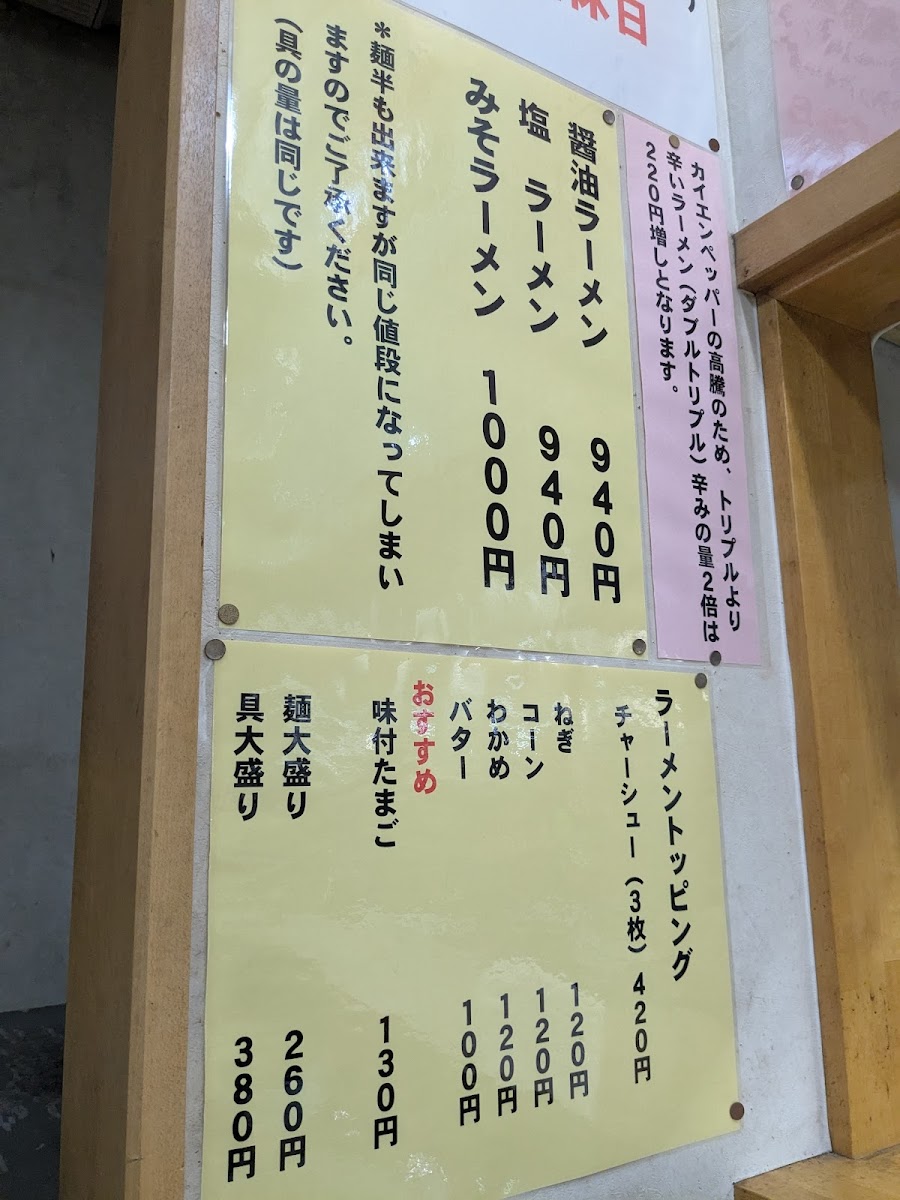 休日
カイエンペッパーの高騰のため、トリプルより
辛いラーメン(ダブルトリプル)辛みの量2倍は
220円増しとなります。
醤油ラーメン 940円
塩 ラーメン 940円
みそラーメン 1000円
*麺半も出来ますが同じ値段になってしまい
ますのでご了承ください。
(具の量は同じです)
ラーメントッピング
チャーシュー(3枚)420円
ねぎ 120円
コーン 120円
わかめ 120円
バター 100円
おすすめ
味付たまご 130円
麺大盛り 260円
具大盛り 380円